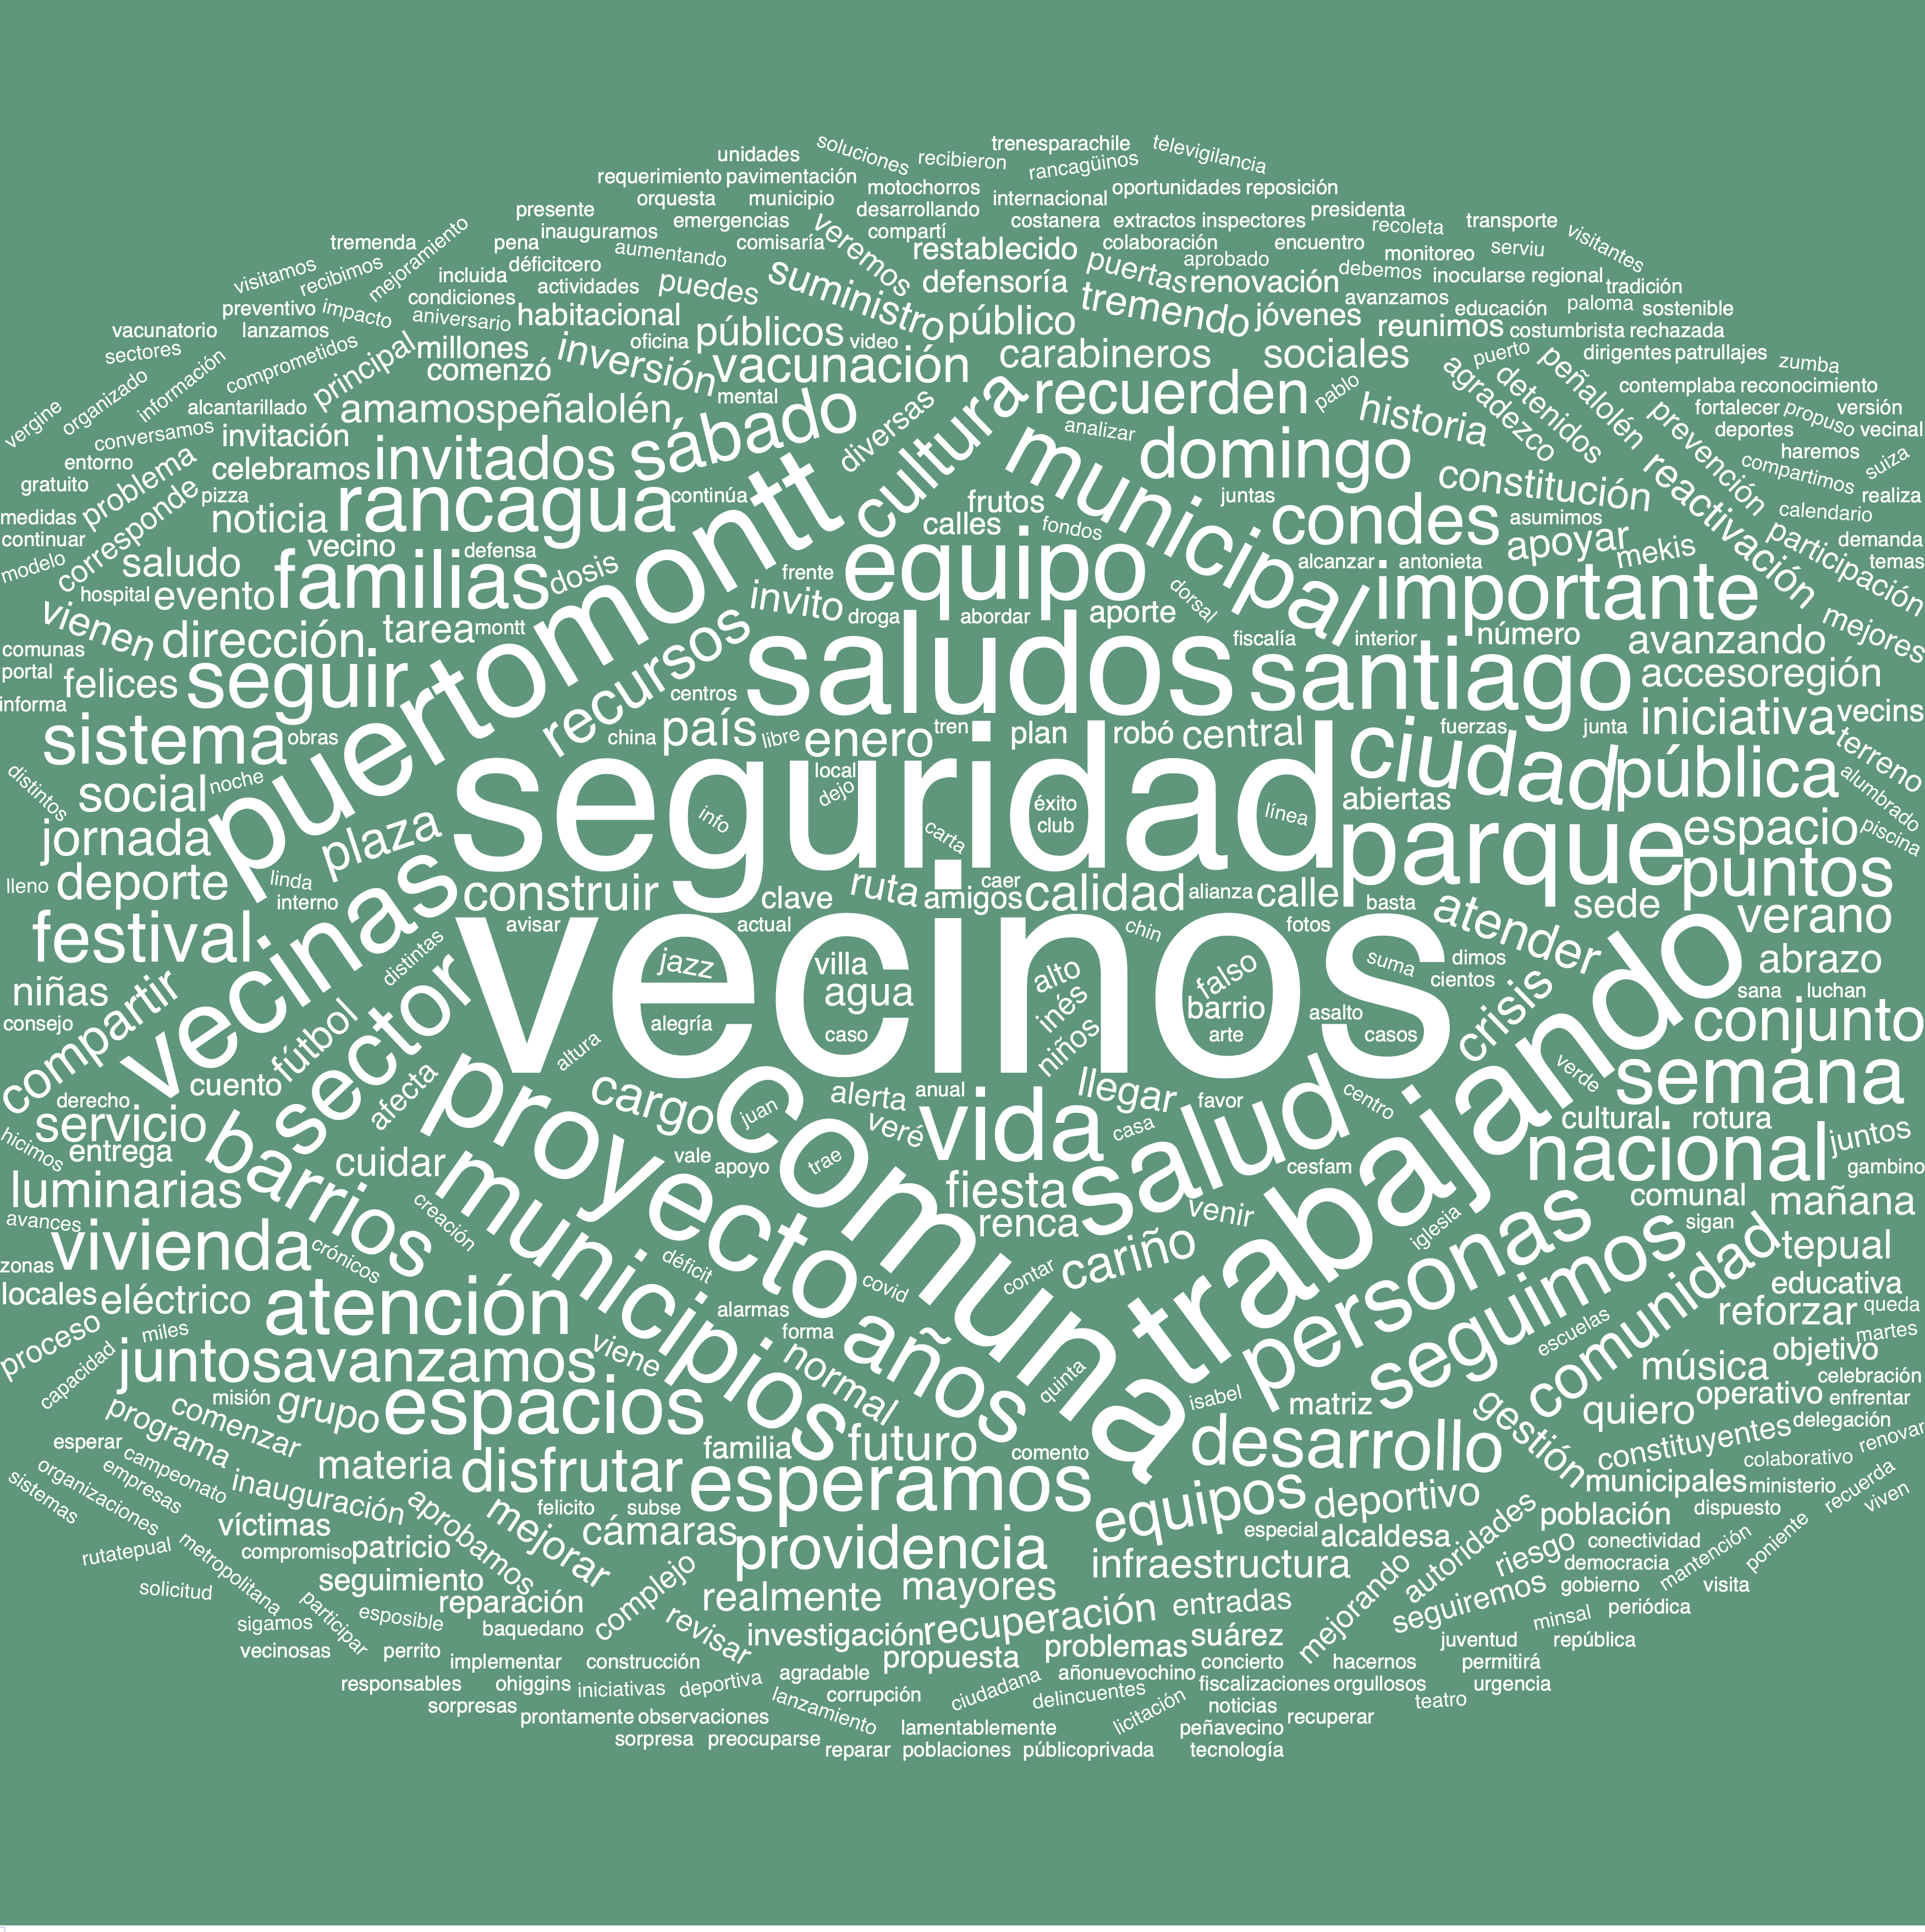 soluciones
trenesparachile
televigilancia
unidades
recibieron
rancagüinos
requerimiento
pavimentación
motochorros
internacional
oportunidades
reposición
orquesta
municipio
desarrollando
costanera
extractos
inspectores
presidenta
presente
emergencias
veremos
compartí
recoleta
transporte
tremenda
pena
inauguramos
aumentando
comisaría
restablecido
colaboración
encuentro
monitoreo
serviu
visitantes
visitamos
recibimos
mejoramiento
incluida
déficitcero
puedes
suministro
defensoría
puertas
aprobado
renovación
debemos
inocularse
regional
tradición
preventivo
impacto
condiciones
actividades
aniversario
habitacional
públicos
público
tremendo
jóvenes
avanzamos
educación
paloma
sostenible
vacunatorio
lanzamos
oficina
video
reunimos
costumbrista
rechazada
sectores
comprometidos
principal
millones
inversión
vacunación
carabineros
sociales
puerto
dirigentes
patrullajes
zumba
información
comenzó
organizado
alcantarillado
amamospeñalolén
mental
sábado
diversas
cultura
recuerden
pablo
historia
agradezco
detenidos
peñalolén
contemplaba
reconocimiento
fortalecer
propuso
versión
vergine
conversamos
invitación
invitados
analizar
municipal
domingo
prevención
deportes
vecinal
entorno
problema
celebramos
constitución
reactivación
haremos
compartimos
suiza
gratuito
corresponde
pizza
rancagua
continúa
puertomontt
frutos
juntas
condes
asumimos
calendario
realiza
medidas
noticia
calles
fondos
apoyar
mekis
participación
demanda
continuar
saludo
vecino
defensa
equipo
alcanzar
antonieta
temas
modelo
hospital
evento
familias
dosis
frente
invito
dorsal
importante
vienen
dirección
tarea
montt
recursos
droga
abordar
aporte
fiscalía
interior
número
avanzando
mejores
comunas
portal
felices
seguir
centros
saludos
santiago
acceso
región
informa
sistema
obras
china
país
libre
enero
tren
plan
robó
central
ciudad
fuerzas
junta
iniciativa
vecins
terreno
distintos
social
noche
local
dejo
seguridad
info
carta
éxito
club
línea
abiertas
pública
alumbrado
jornada
plaza
parque
espacio
piscina
lleno
deporte
linda
interno
vecinas
construir
clave
ruta
caer
amigos
calidad
alianza
calle
basta
sede
puntos
verano
festival
distintas
avisar
actual
chin
fotos
atender
niñas
compartir
sector
vecinos
jazz
villa
agua
alto
inés
falso
barrio
suma
dimos
cientos
abrazo
consejo
fútbol
alegría
caso
niños
arte
asalto
casos
crisis
sana
luchan
conjunto
cuento
altura
trabajando
derecho
afecta
proyecto
cargo
juan
comuna
alerta
anual
vida
llegar
favor
centro
verde
semana
hicimos
servicio
entrega
barrios
cuidar
vale
apoyo
trae
veré
casa
salud
cesfam
cultural
rotura
nacional
juntos
gambino
luminarias
municipios
creación
fiesta
renca
venir
iglesia
personas
comunal
sigan
mañana
avances
vivienda
crónicos
déficit
covid
contar
cariño
seguimos
comunidad
tepual
zonas
locales
eléctrico
atención
alarmas
forma
años
escuelas
educativa
reforzar
queda
proceso
miles
capacidad
juntosavanzamos
viene
normal
quinta
isabel
música
objetivo
martes
celebración
misión
grupo
espacios
matriz
gestión
quiero
operativo
enfrentar
esperar
programa
comenzar
materia
familia
futuro
comento
desarrollo
constituyentes
delegación
colaborativo
renovar
sistemas
organizaciones
empresas
campeonato
inauguración
disfrutar
esperamos
equipos
deportivo
municipales
ministerio
recuerda
viven
víctimas
aprobamos
mejorar
felicito
subse
cámaras
especial
alcaldesa
autoridades
población
dispuesto
rutatepual
metropolitana
compromiso
patricio
providencia
infraestructura
riesgo
conectividad
democracia
mantención
poniente
solicitud
seguimiento
reparación
complejo
realmente
mayores
mejorando
seguiremos
gobierno
visita
sigamos
participar
esposible
baquedano
revisar
investigación
recuperación
entradas
minsal
periódica
vecinosas
perrito
implementar
construcción
propuesta
problemas
suárez
concierto
hacernos
juventud
república
permitirá
responsables
ohiggins
iniciativas
deportiva
agradable
añonuevochino
fiscalizaciones
orgullosos
urgencia
sorpresas
lanzamiento
corrupción
ciudadana
delincuentes
licitación
noticias
teatro
prontamente
observaciones
lamentablemente
peñavecino
recuperar
sorpresa
preocuparse
reparar
poblaciones
públicoprivada
tecnología